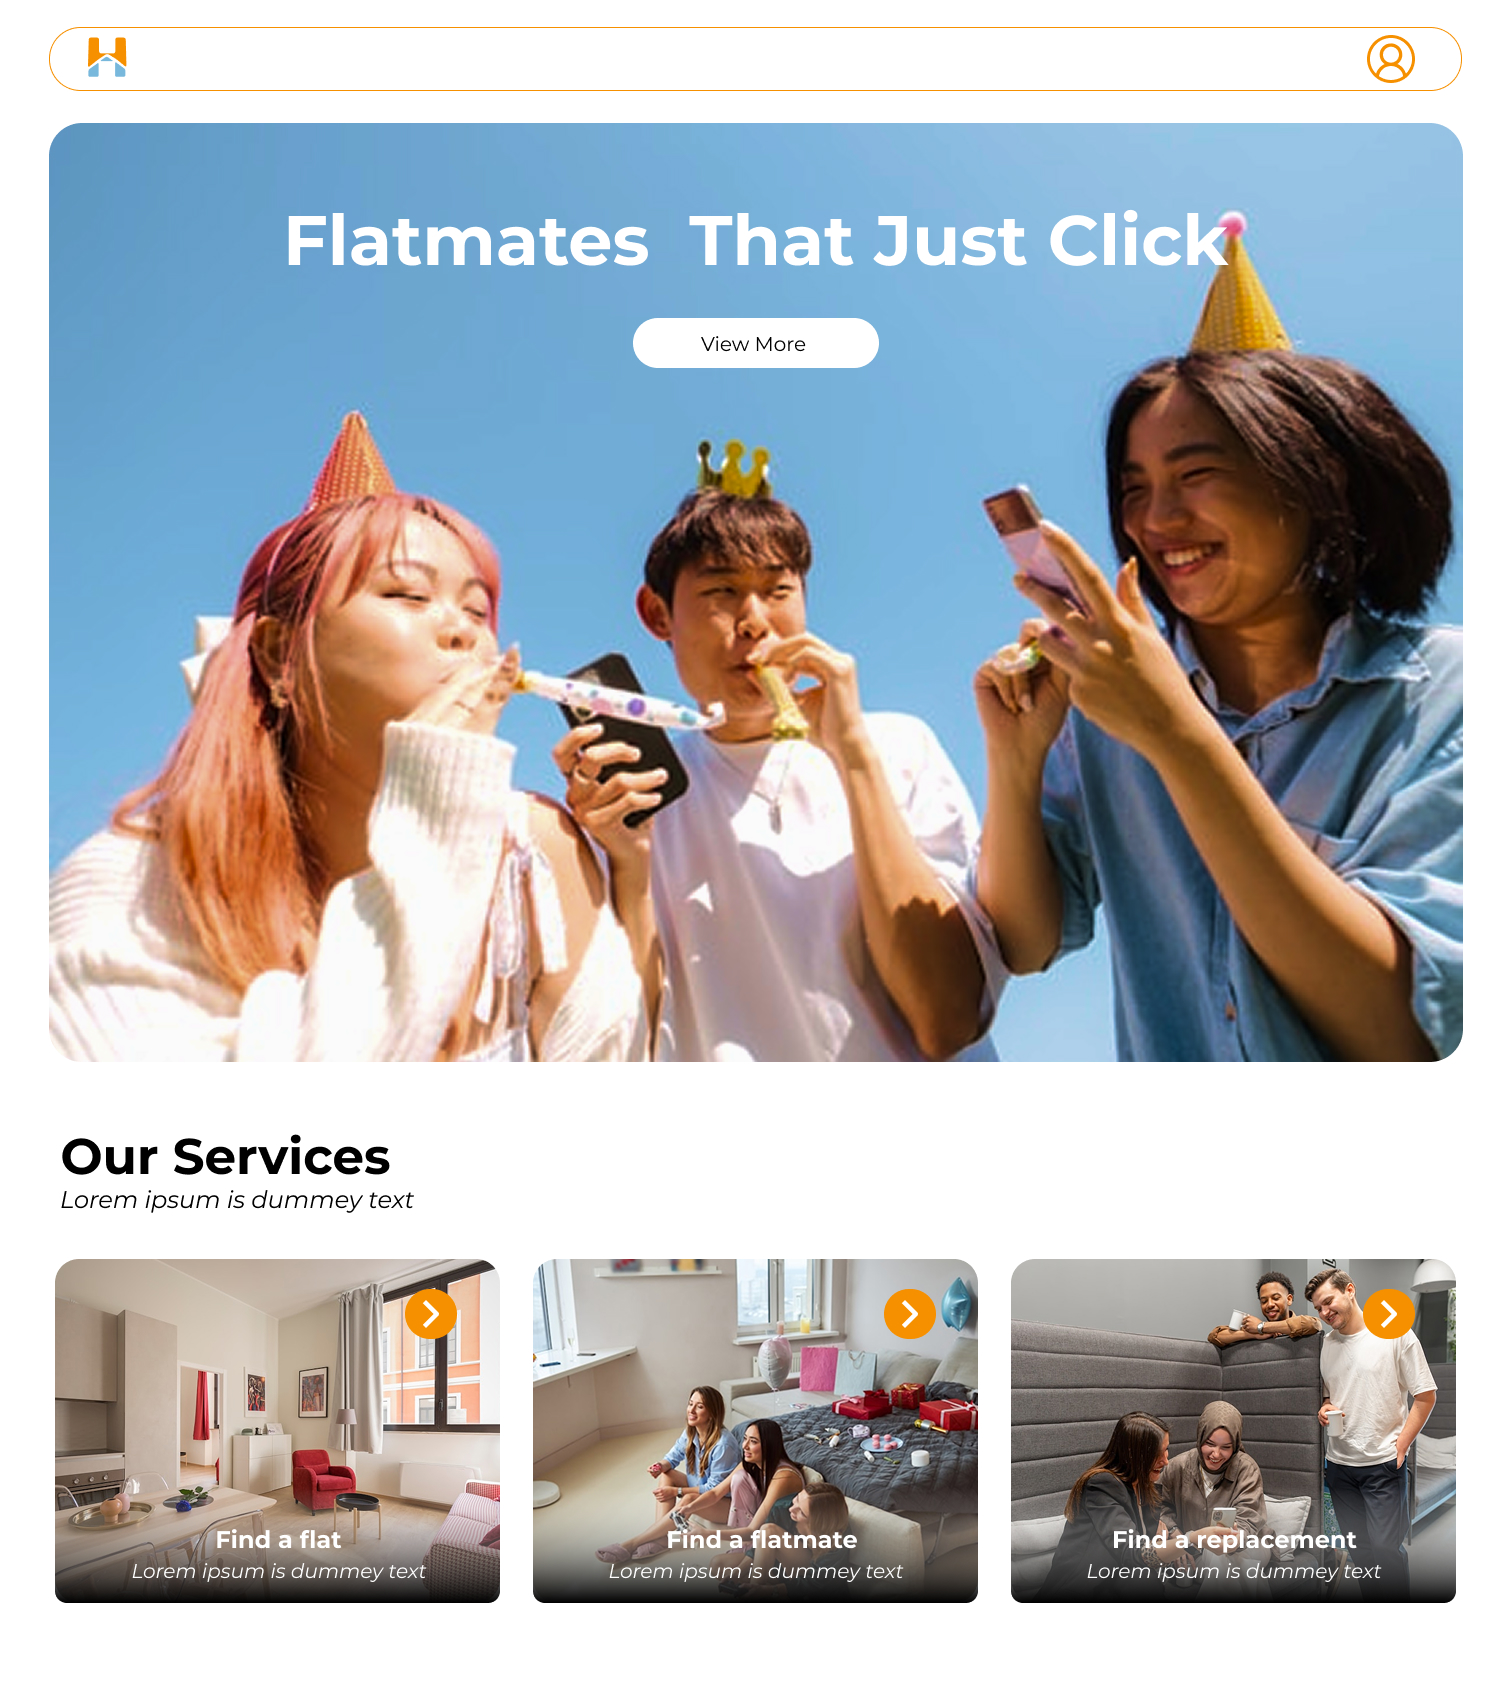 Flatmates  That Just Click
View More
Our Services
Lorem ipsum is dummey text
Find a flat
Lorem ipsum is dummey text
Find a flatmate
Lorem ipsum is dummey text
Find a replacement
Lorem ipsum is dummey text